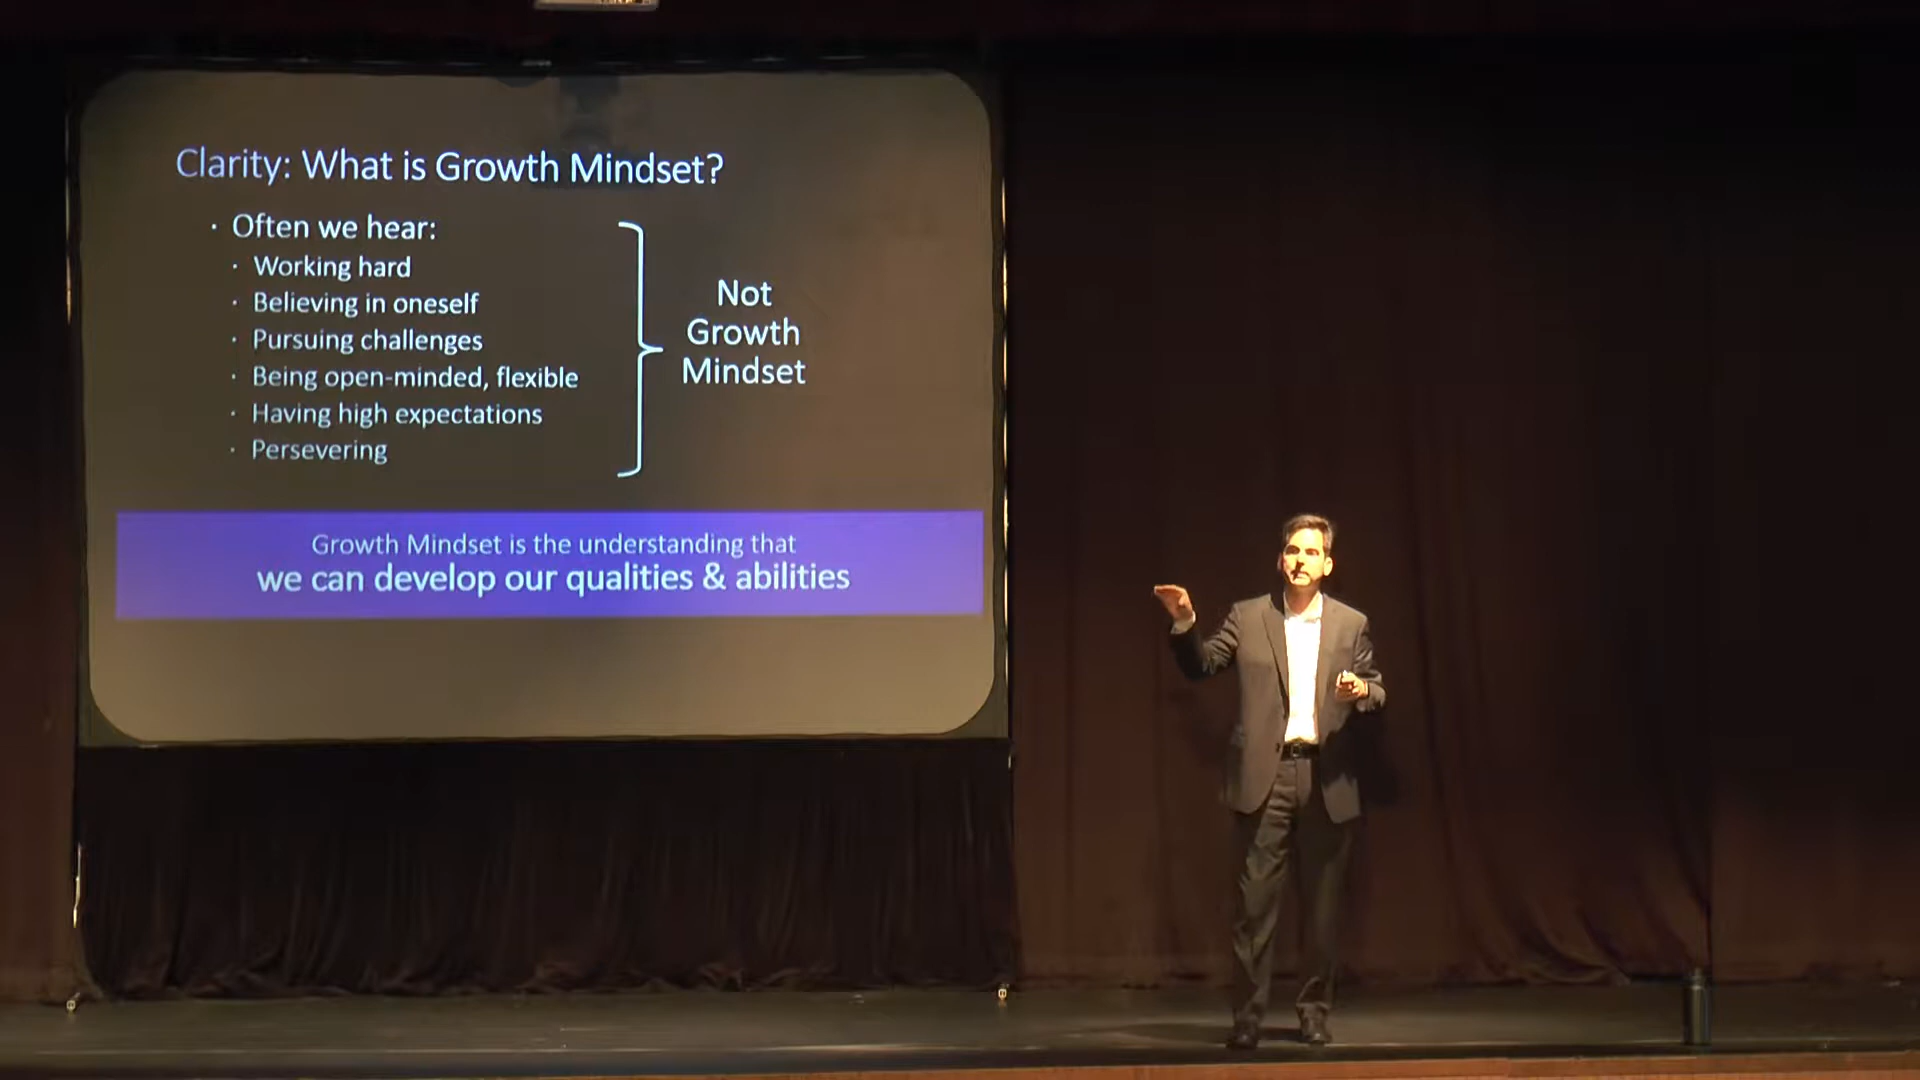 Clarity: What is Growth Mindset?
· Often we hear:
· Working hard
· Believing in oneself
· Pursuing challenges
· Being open-minded, flexible
· Having high expectations
· Persevering
Not
Growth
Mindset
Growth Mindset is the understanding that
we can develop our qualities & abilities